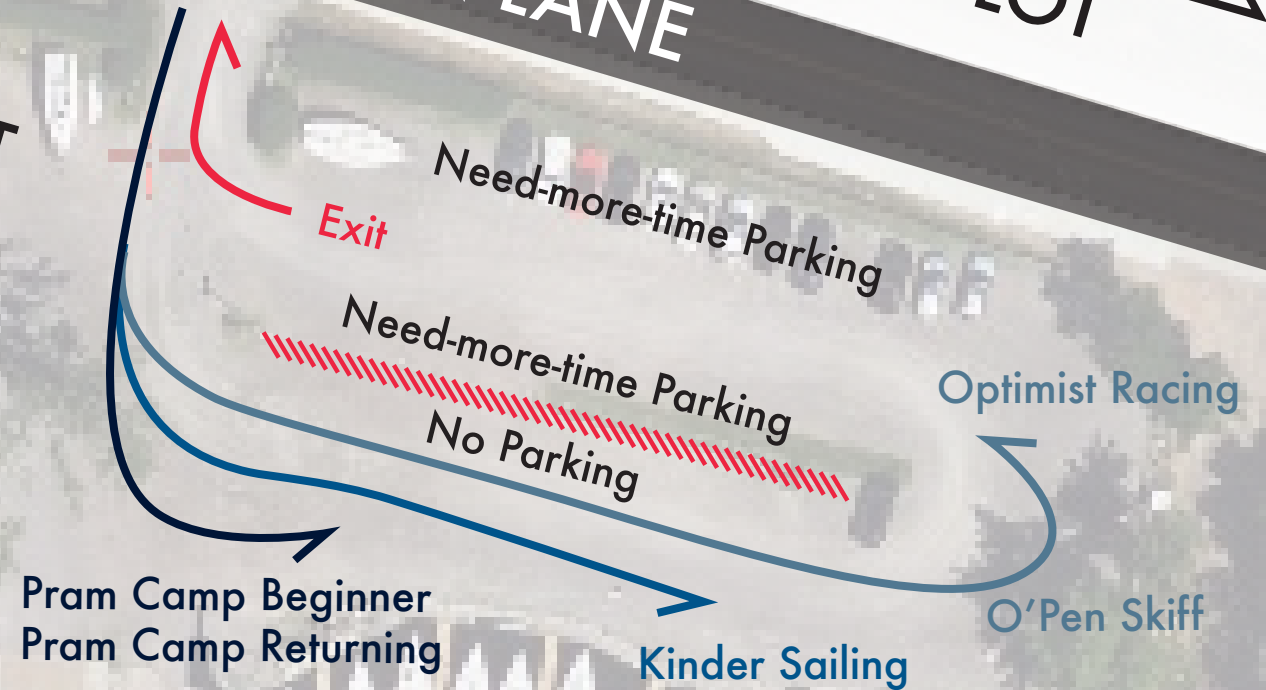 LANE
LOT
Need-more-time Parking
Exit
Need-more-time Parking
Optimist Racing
No Parking
Pram Camp Beginner
Pram Camp Returning
O'Pen Skiff
Kinder Sailing